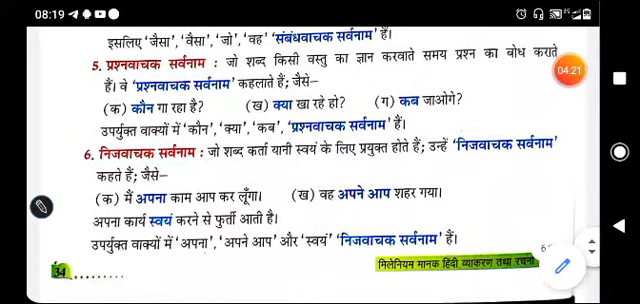 08:19
04:21
इसलिए 'जैसा', 'वैसा', 'जो', 'वह' 'संबंधवाचक सर्वनाम' हैं।
5. प्रश्नवाचक सर्वनाम : जो शब्द किसी वस्तु का ज्ञान करवाते समय प्रश्न का बोध कराते
हैं। वे 'प्रश्नवाचक सर्वनाम' कहलाते हैं; जैसे–
(क) कौन गा रहा है? (ख) क्या खा रहे हो? (ग) कब जाओगे?
उपर्युक्त वाक्यों में 'कौन', 'क्या', 'कब', 'प्रश्नवाचक सर्वनाम' हैं।
6. निजवाचक सर्वनाम : जो शब्द कर्ता यानी स्वयं के लिए प्रयुक्त होते हैं; उन्हें 'निजवाचक सर्वनाम'
कहते हैं; जैसे–
(क) मैं अपना काम आप कर लूँगा। (ख) वह अपने आप शहर गया।
अपना कार्य स्वयं करने से फुर्ती आती है।
उपर्युक्त वाक्यों में 'अपना', 'अपने आप' और 'स्वयं' 'निजवाचक सर्वनाम' हैं।
34 .........
मिलेनियम मानक हिंदी व्याकरण तथा रचना